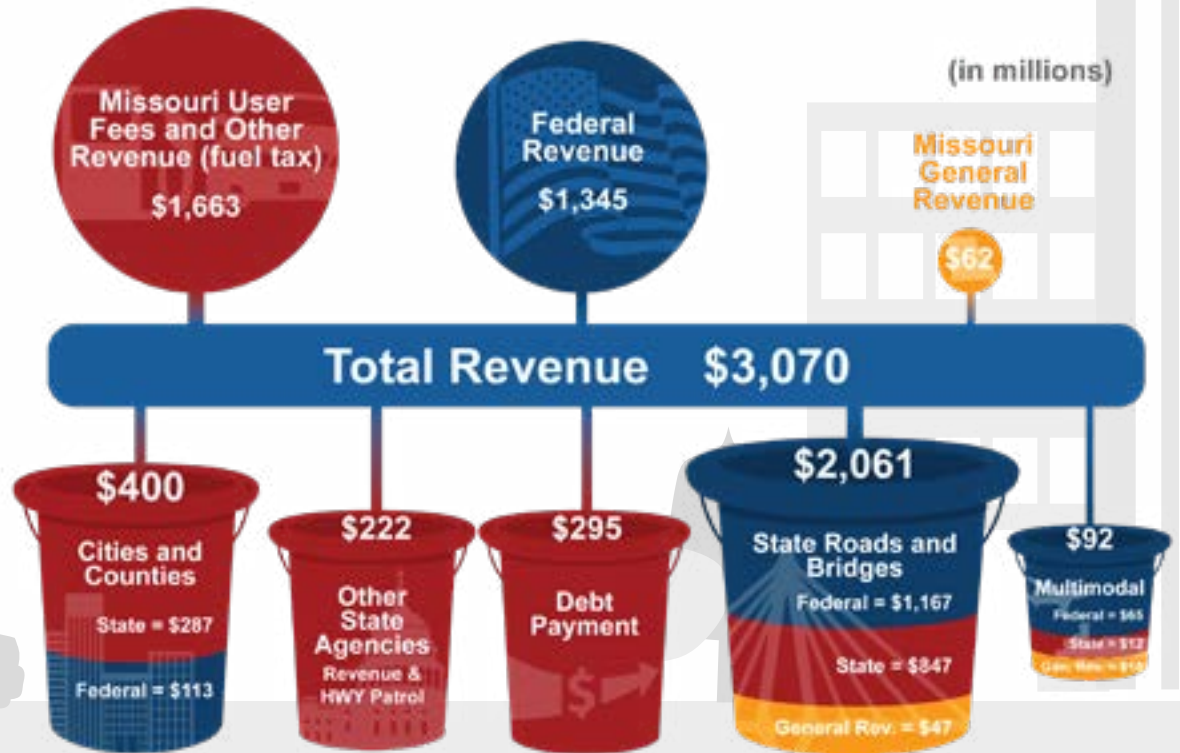 (in millions)
Missouri User
Fees and Other
Revenue (fuel tax)
$1,663
Federal
Revenue
$1,345
Missouri
General
Revenue
$62
Total Revenue $3,070
$400
Cities and
Counties
State = $287
Federal = $113
$222
Other
State
Agencies
Revenue &
HWY Patrol
$295
Debt
Payment
$
$2,061
State Roads and
Bridges
Federal = $1,167
State = $847
General Rev. = $47
$92
Multimodal
Federal = $65
State = $12
Gen. Rev. =